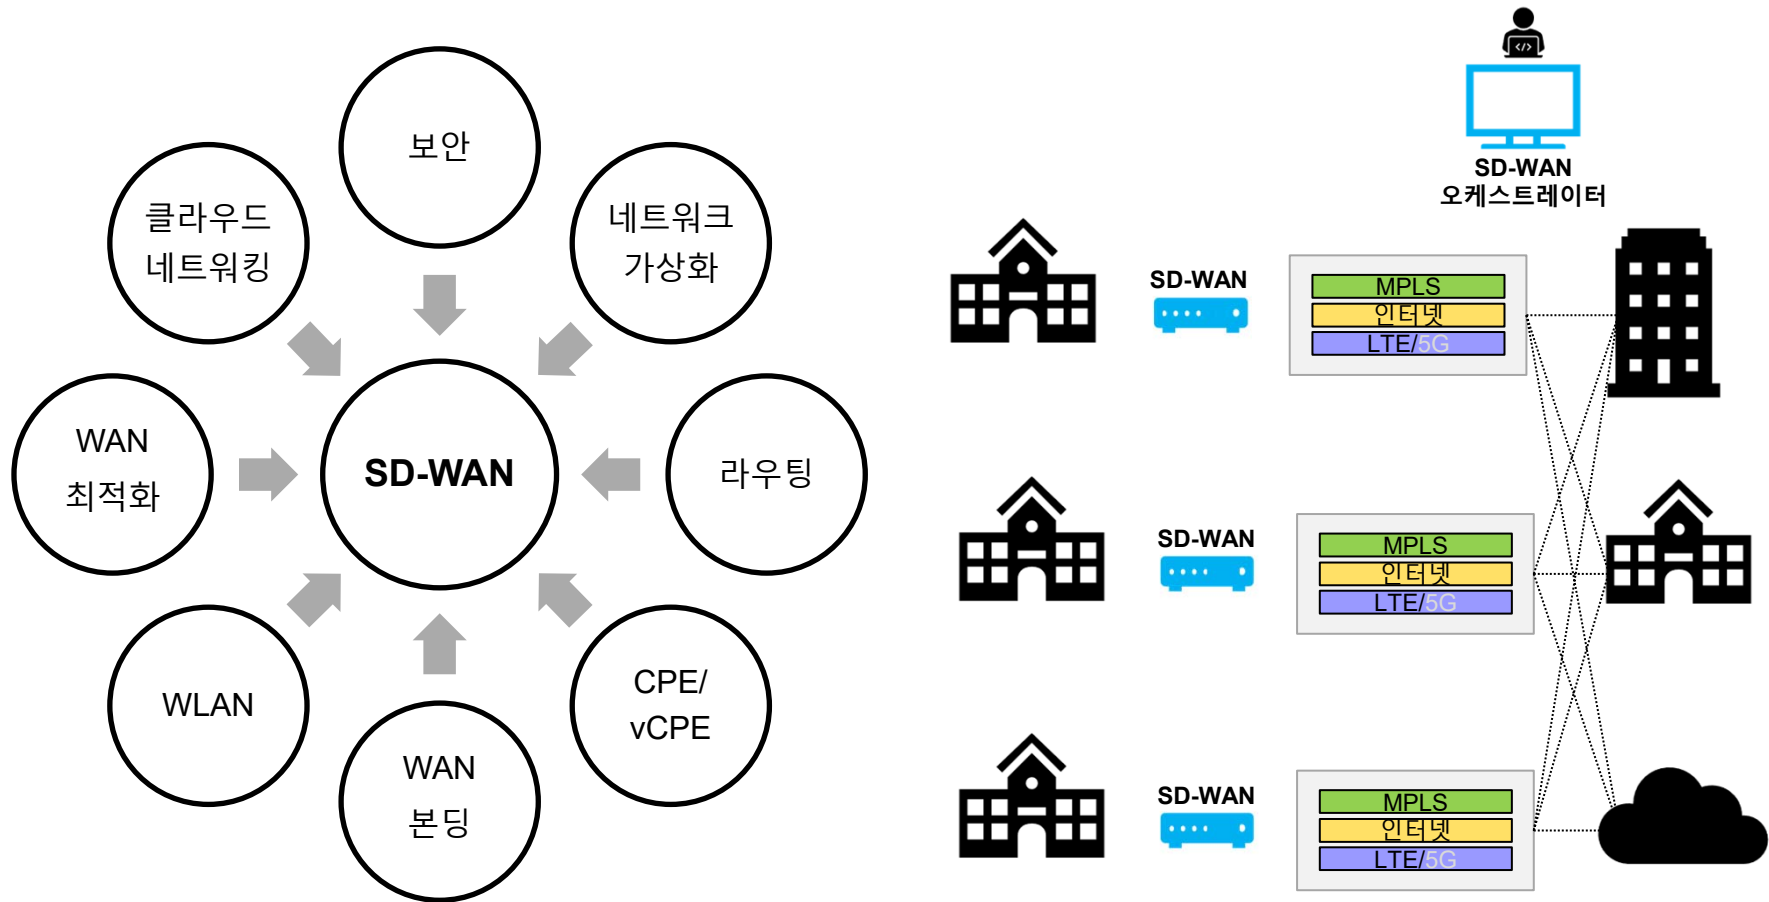 보안
클라우드
네트워킹
네트워크
가상화
WAN
최적화
SD-WAN
라우팅
WLAN
CPE/
vCPE
WAN
본딩
SD-WAN
오케스트레이터
SD-WAN
MPLS
인터넷
LTE/5G
SD-WAN
MPLS
인터넷
LTE/5G
SD-WAN
MPLS
인터넷
LTE/5G